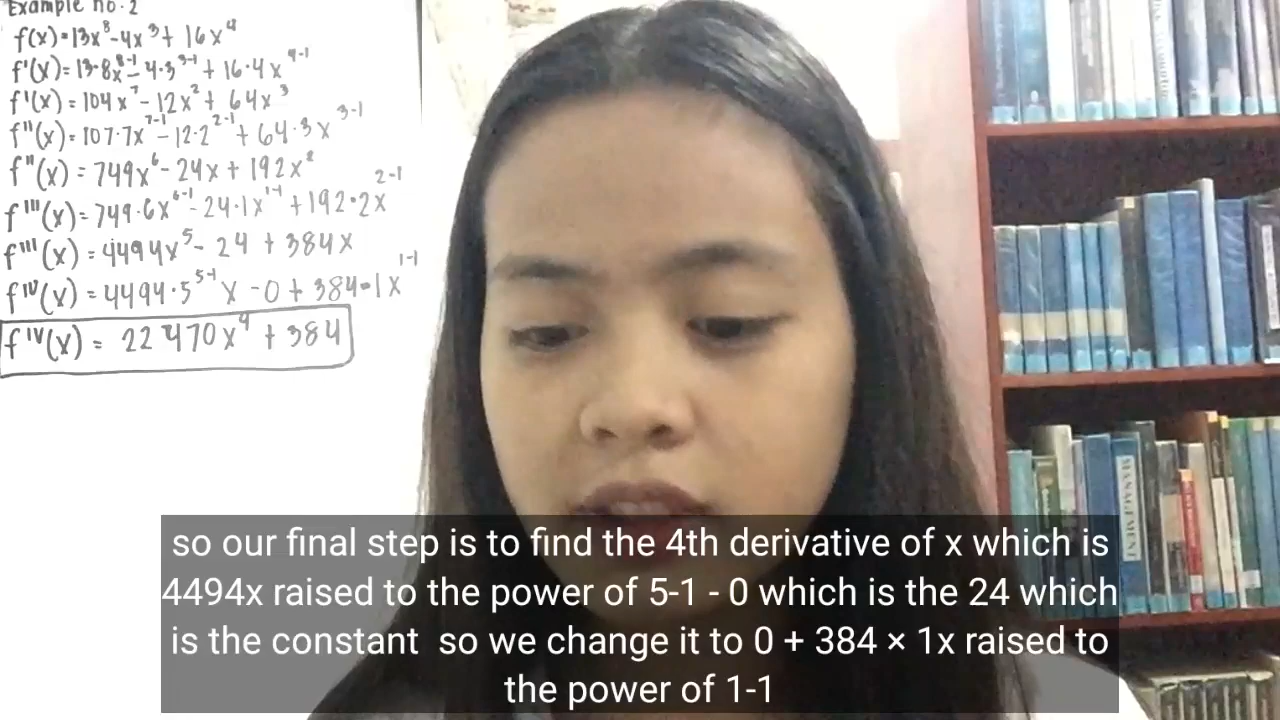 Example no. 2
f(x) = 13x⁸ - 4x³ + 16x⁴
f'(x) = 13·8x⁸⁻¹ - 4·3³⁻¹ + 16·4x⁴⁻¹
f'(x) = 104x⁷ - 12x² + 64x³
f"(x) = 107·7x⁷⁻¹ - 12·2²⁻¹ + 64·3x³⁻¹
f"(x) = 749x⁶ - 24x + 192x²
f'''(x) = 749·6x⁶⁻¹ - 24·1x¹⁻¹ + 192·2x²⁻¹
f'''(x) = 4494x⁵ - 24 + 384x
f^IV(x) = 4494·5⁵⁻¹x - 0 + 384·1x¹⁻¹
f^IV(x) = 22470x⁴ + 384
MANAGEMENT
so our final step is to find the 4th derivative of x which is
4494x raised to the power of 5-1 - 0 which is the 24 which
is the constant so we change it to 0 + 384 × 1x raised to
the power of 1-1